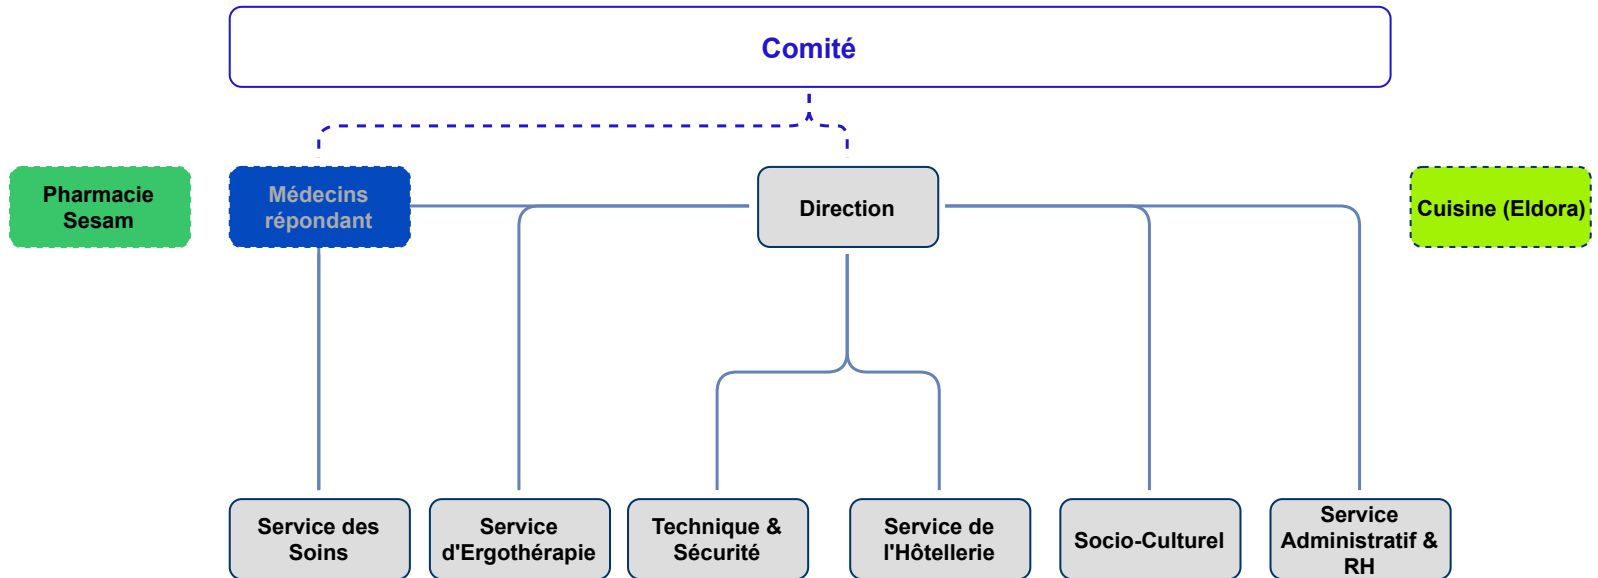 Comité
Pharmacie
Sesam
Médecins
répondant
Direction
Cuisine (Eldora)
Service des
Soins
Service
d'Ergothérapie
Technique &
Sécurité
Service de
l'Hôtellerie
Socio-Culturel
Service
Administratif &
RH